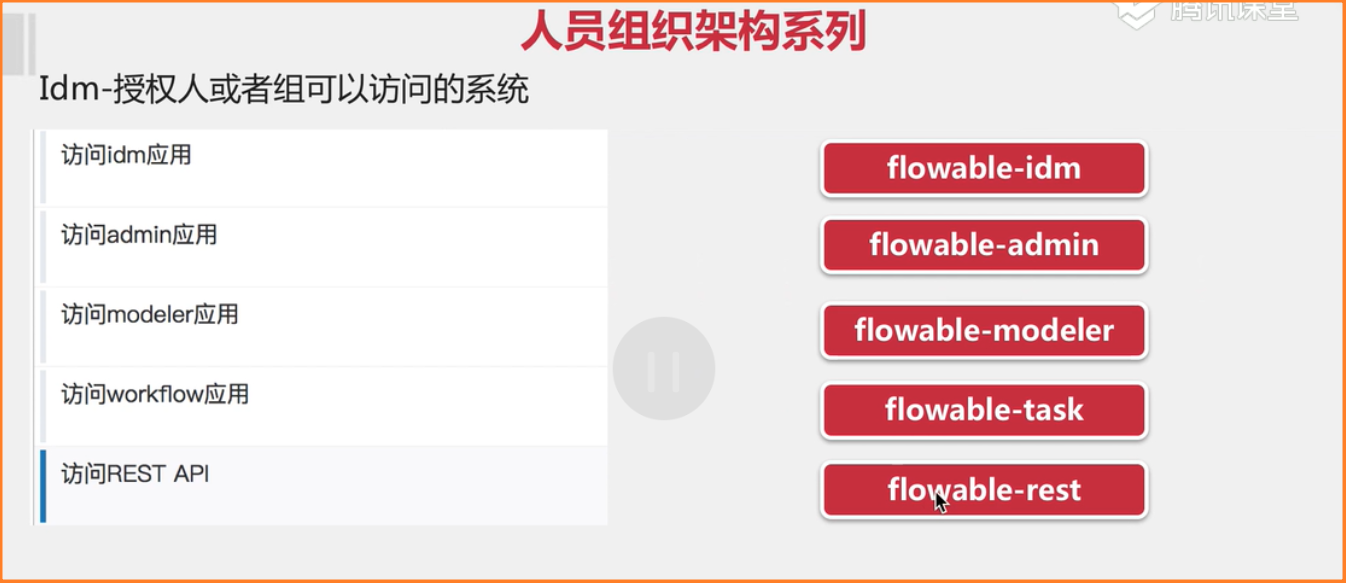 腾讯课堂
人员组织架构系列
Idm-授权人或者组可以访问的系统
访问idm应用
flowable-idm
访问admin应用
flowable-admin
访问modeler应用
flowable-modeler
访问workflow应用
flowable-task
访问REST API
flowable-rest